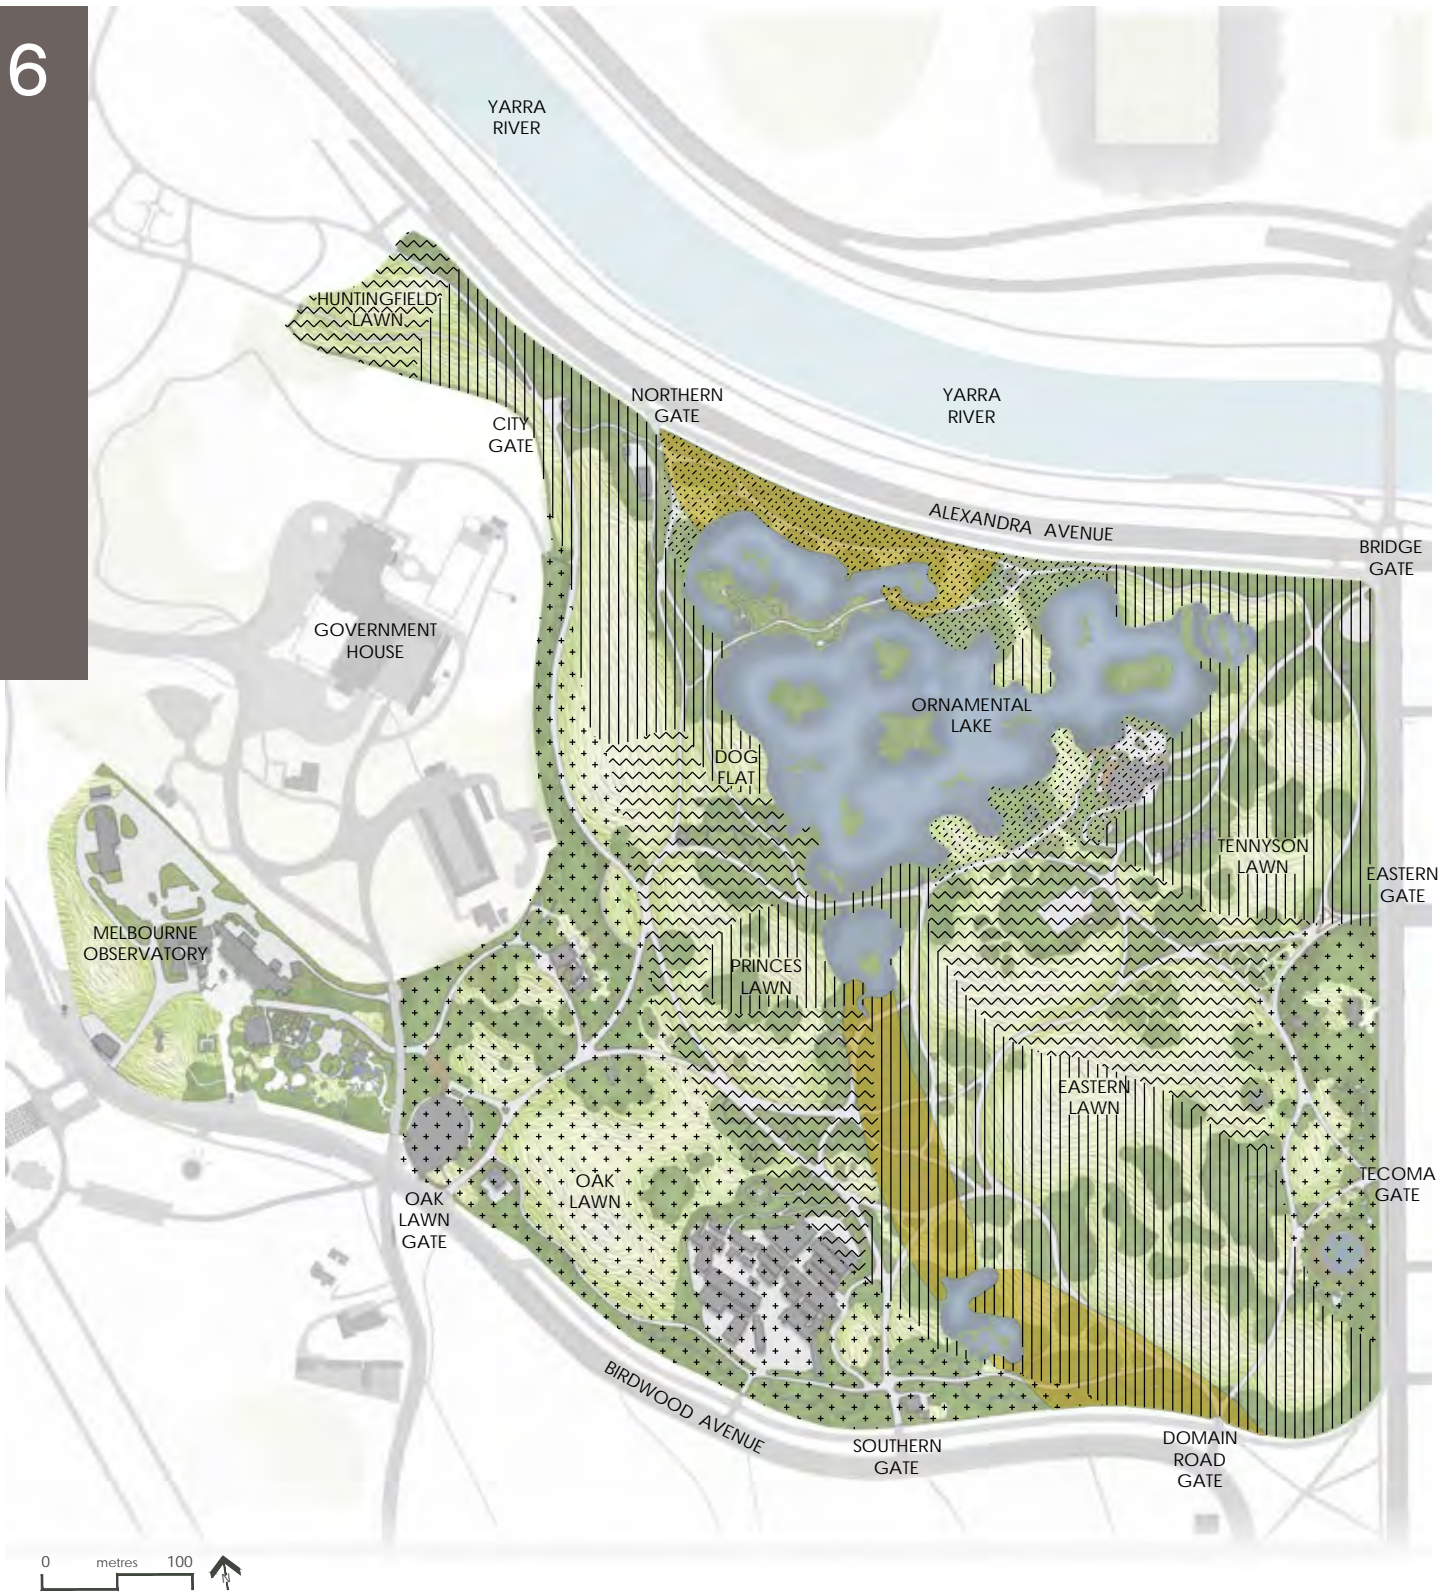 6
YARRA
RIVER
HUNTINGFIELD
LAWN
NORTHERN
GATE
YARRA
RIVER
CITY
GATE
ALEXANDRA AVENUE
BRIDGE
GATE
GOVERNMENT
HOUSE
ORNAMENTAL
LAKE
DOG
FLAT
TENNYSON
LAWN
EASTERN
GATE
MELBOURNE
OBSERVATORY
PRINCES
LAWN
EASTERN
LAWN
OAK
LAWN
TECOMA
GATE
OAK
LAWN
GATE
BIRDWOOD AVENUE
SOUTHERN
GATE
DOMAIN
ROAD
GATE
0 metres 100
N